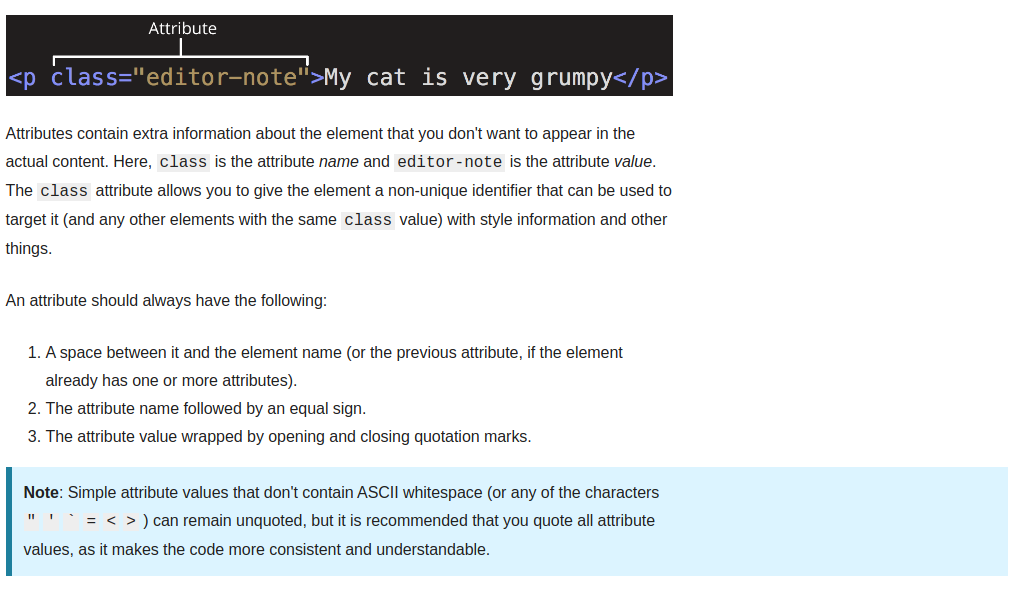 Attribute
<p class="editor-note">My cat is very grumpy</p>
Attributes contain extra information about the element that you don't want to appear in the
actual content. Here, class is the attribute name and editor-note is the attribute value.
The class attribute allows you to give the element a non-unique identifier that can be used to
target it (and any other elements with the same class value) with style information and other
things.
An attribute should always have the following:
1. A space between it and the element name (or the previous attribute, if the element
already has one or more attributes).
2. The attribute name followed by an equal sign.
3. The attribute value wrapped by opening and closing quotation marks.
Note: Simple attribute values that don't contain ASCII whitespace (or any of the characters
" ' ` = < > ) can remain unquoted, but it is recommended that you quote all attribute
values, as it makes the code more consistent and understandable.